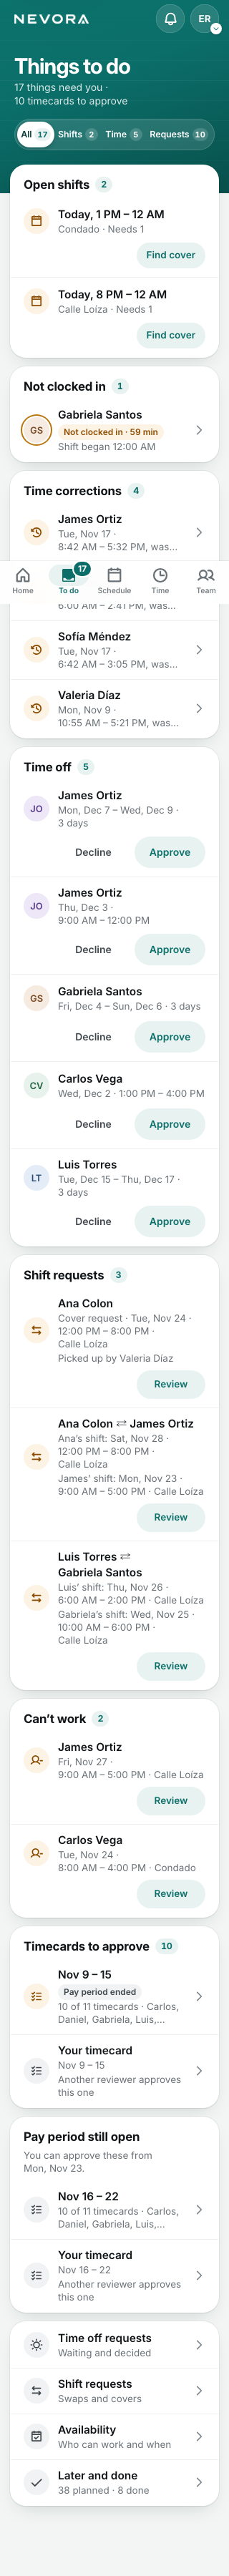 NEVORA
ER
Things to do
17 things need you ·
10 timecards to approve
All 17 Shifts 2 Time 5 Requests 10
Open shifts 2
Today, 1 PM – 12 AM
Condado · Needs 1
Find cover
Today, 8 PM – 12 AM
Calle Loíza · Needs 1
Find cover
Not clocked in 1
GS
Gabriela Santos
Not clocked in · 59 min
Shift began 12:00 AM
Time corrections 4
James Ortiz
Tue, Nov 17 ·
8:42 AM – 5:32 PM, was...
17
Home To do Schedule Time Team
6:00 AM – 2:41 PM, was...
Sofía Méndez
Tue, Nov 17 ·
6:42 AM – 3:05 PM, was...
Valeria Díaz
Mon, Nov 9 ·
10:55 AM – 5:21 PM, was...
Time off 5
JO
James Ortiz
Mon, Dec 7 – Wed, Dec 9 ·
3 days
Decline Approve
JO
James Ortiz
Thu, Dec 3 ·
9:00 AM – 12:00 PM
Decline Approve
GS
Gabriela Santos
Fri, Dec 4 – Sun, Dec 6 · 3 days
Decline Approve
CV
Carlos Vega
Wed, Dec 2 · 1:00 PM – 4:00 PM
Decline Approve
LT
Luis Torres
Tue, Dec 15 – Thu, Dec 17 ·
3 days
Decline Approve
Shift requests 3
Ana Colon
Cover request · Tue, Nov 24 ·
12:00 PM – 8:00 PM ·
Calle Loíza
Picked up by Valeria Díaz
Review
Ana Colon ⇄ James Ortiz
Ana's shift: Sat, Nov 28 ·
12:00 PM – 8:00 PM ·
Calle Loíza
James' shift: Mon, Nov 23 ·
9:00 AM – 5:00 PM · Calle Loíza
Review
Luis Torres ⇄
Gabriela Santos
Luis' shift: Thu, Nov 26 ·
6:00 AM – 2:00 PM · Calle Loíza
Gabriela's shift: Wed, Nov 25 ·
10:00 AM – 6:00 PM ·
Calle Loíza
Review
Can't work 2
James Ortiz
Fri, Nov 27 ·
9:00 AM – 5:00 PM · Calle Loíza
Review
Carlos Vega
Tue, Nov 24 ·
8:00 AM – 4:00 PM · Condado
Review
Timecards to approve 10
Nov 9 – 15
Pay period ended
10 of 11 timecards · Carlos,
Daniel, Gabriela, Luis,...
Your timecard
Nov 9 – 15
Another reviewer approves
this one
Pay period still open
You can approve these from
Mon, Nov 23.
Nov 16 – 22
10 of 11 timecards · Carlos,
Daniel, Gabriela, Luis,...
Your timecard
Nov 16 – 22
Another reviewer approves
this one
Time off requests
Waiting and decided
Shift requests
Swaps and covers
Availability
Who can work and when
Later and done
38 planned · 8 done